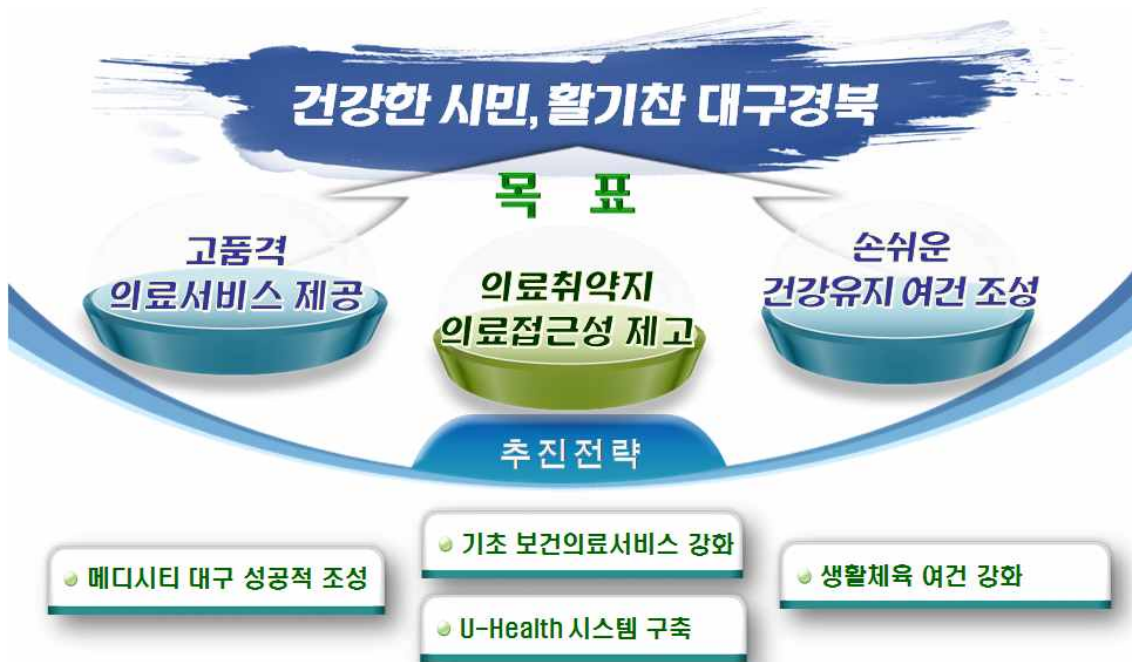 건강한 시민, 활기찬 대구경북
목 표
고품격
의료서비스 제공
의료취약지
의료접근성 제고
손쉬운
건강유지 여건 조성
추진전략
메디시티 대구 성공적 조성
기초 보건의료서비스 강화
U-Health 시스템 구축
생활체육 여건 강화